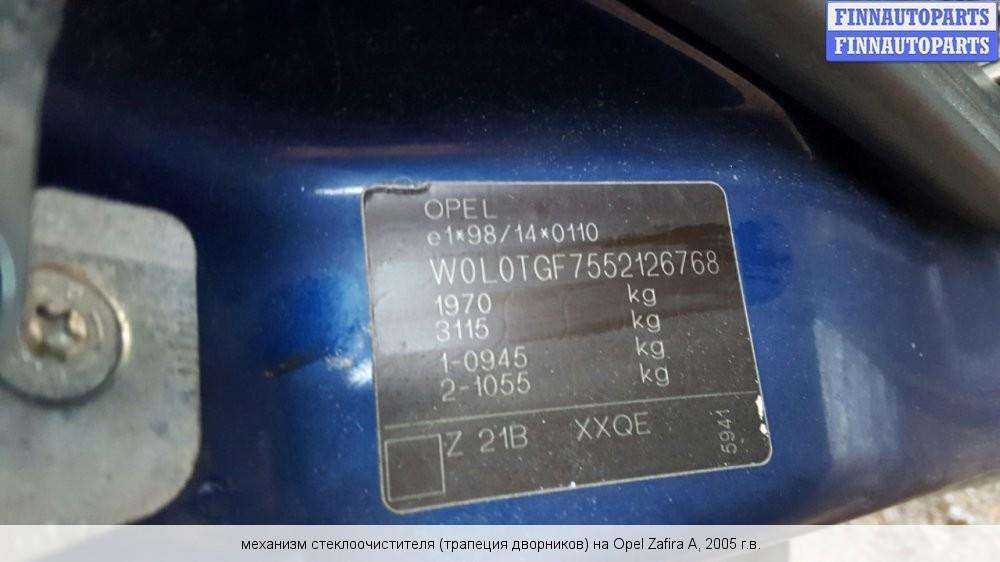 FINNAUTOPARTS
FINNAUTOPARTS
OPEL
e1*98/14*0110
W0L0TGF7552126768
1970 kg
3115 kg
1-0945 kg
2-1055 kg
Z 21B XXQE
5941
механизм стеклоочистителя (трапеция дворников) на Opel Zafira A, 2005 г.в.